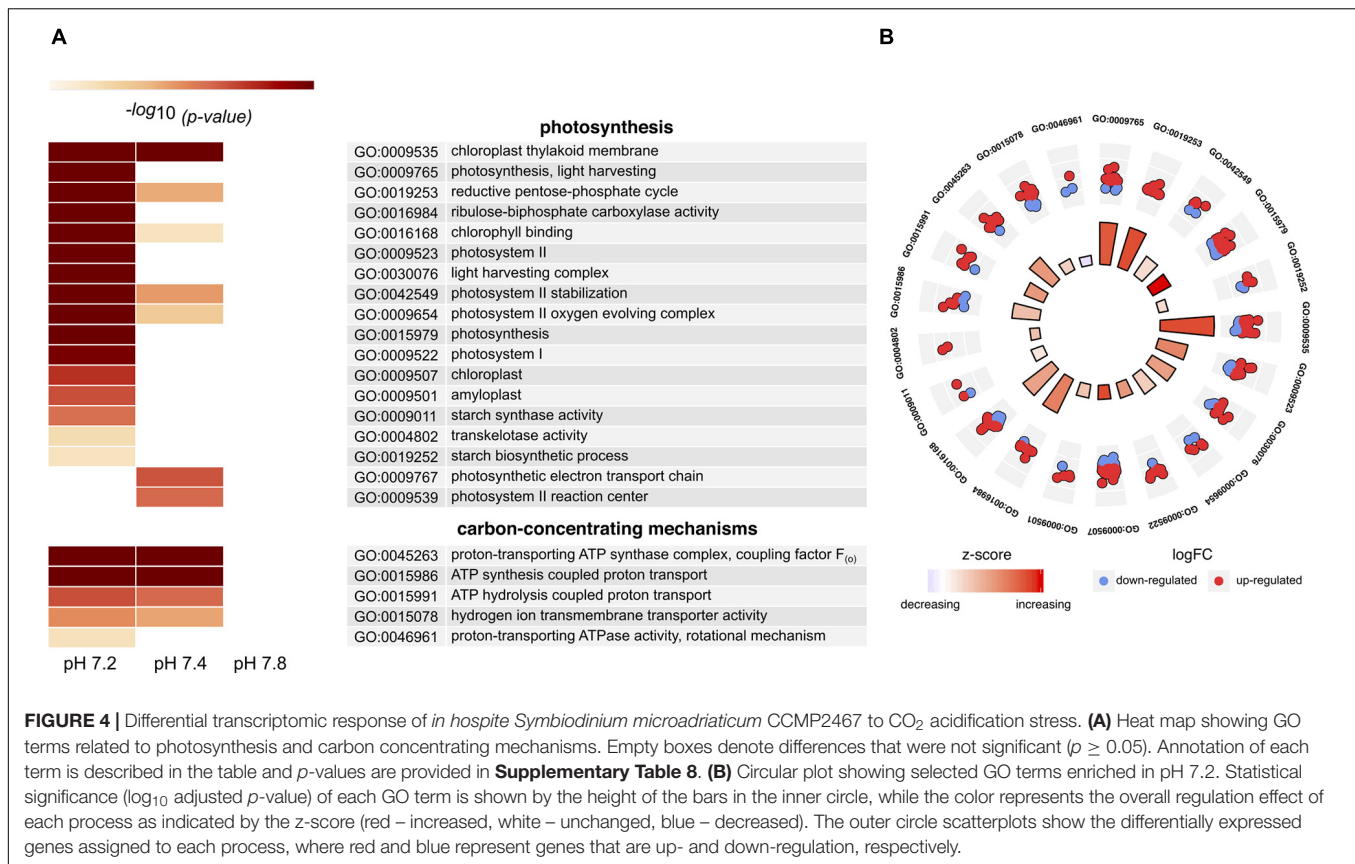 A
B
-log10 (p-value)
photosynthesis
GO:0009535 chloroplast thylakoid membrane
GO:0009765 photosynthesis, light harvesting
GO:0019253 reductive pentose-phosphate cycle
GO:0016984 ribulose-biphosphate carboxylase activity
GO:0016168 chlorophyll binding
GO:0009523 photosystem II
GO:0030076 light harvesting complex
GO:0042549 photosystem II stabilization
GO:0009654 photosystem II oxygen evolving complex
GO:0015979 photosynthesis
GO:0009522 photosystem I
GO:0009507 chloroplast
GO:0009501 amyloplast
GO:0009011 starch synthase activity
GO:0004802 transkelotase activity
GO:0019252 starch biosynthetic process
GO:0009767 photosynthetic electron transport chain
GO:0009539 photosystem II reaction center
carbon-concentrating mechanisms
GO:0045263 proton-transporting ATP synthase complex, coupling factor F(o)
GO:0015986 ATP synthesis coupled proton transport
GO:0015991 ATP hydrolysis coupled proton transport
GO:0015078 hydrogen ion transmembrane transporter activity
GO:0046961 proton-transporting ATPase activity, rotational mechanism
pH 7.2 pH 7.4 pH 7.8
GO:0009765
GO:0019253
GO:0042549
GO:0015979
GO:0019252
GO:0009535
GO:0009523
GO:0030076
GO:0009654
GO:0009522
GO:0009507
GO:0009501
GO:0016984
GO:0016168
GO:0009011
GO:0004802
GO:0015986
GO:0015991
GO:0045263
GO:0015078
GO:0046961
z-score
decreasing increasing
logFC
down-regulated up-regulated
FIGURE 4 | Differential transcriptomic response of in hospite Symbiodinium microadriaticum CCMP2467 to CO2 acidification stress. (A) Heat map showing GO
terms related to photosynthesis and carbon concentrating mechanisms. Empty boxes denote differences that were not significant (p ≥ 0.05). Annotation of each
term is described in the table and p-values are provided in Supplementary Table 8. (B) Circular plot showing selected GO terms enriched in pH 7.2. Statistical
significance (log10 adjusted p-value) of each GO term is shown by the height of the bars in the inner circle, while the color represents the overall regulation effect of
each process as indicated by the z-score (red – increased, white – unchanged, blue – decreased). The outer circle scatterplots show the differentially expressed
genes assigned to each process, where red and blue represent genes that are up- and down-regulation, respectively.